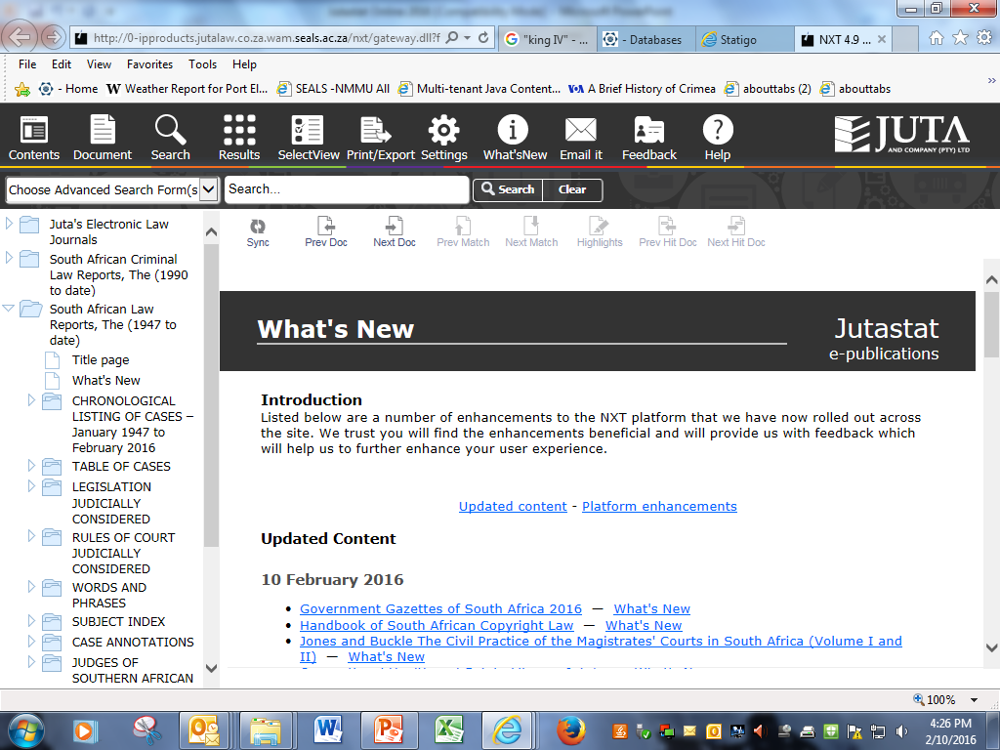 http://0-ipproducts.jutalaw.co.za.wam.seals.ac.za/nxt/gateway.dll?f
"king IV" - ...
- Databases
Statigo
NXT 4.9 ...
File Edit View Favorites Tools Help
- Home
Weather Report for Port El...
SEALS -NMMU All
Multi-tenant Java Content...
VOA A Brief History of Crimea
abouttabs (2)
abouttabs
Contents Document Search Results SelectView Print/Export Settings What'sNew Email it Feedback Help
JUTA
AND COMPANY (PTY) LTD
Choose Advanced Search Form(s
Search...
Search
Clear
Sync Prev Doc Next Doc Prev Match Next Match Highlights Prev Hit Doc Next Hit Doc
Juta's Electronic Law
Journals
South African Criminal
Law Reports, The (1990
to date)
South African Law
Reports, The (1947 to
date)
Title page
What's New
CHRONOLOGICAL
LISTING OF CASES –
January 1947 to
February 2016
TABLE OF CASES
LEGISLATION
JUDICIALLY
CONSIDERED
RULES OF COURT
JUDICIALLY
CONSIDERED
WORDS AND
PHRASES
SUBJECT INDEX
CASE ANNOTATIONS
JUDGES OF
SOUTHERN AFRICAN
What's New
Jutastat
e-publications
Introduction
Listed below are a number of enhancements to the NXT platform that we have now rolled out across
the site. We trust you will find the enhancements beneficial and will provide us with feedback which
will help us to further enhance your user experience.
Updated content - Platform enhancements
Updated Content
10 February 2016
• Government Gazettes of South Africa 2016 — What's New
• Handbook of South African Copyright Law — What's New
• Jones and Buckle The Civil Practice of the Magistrates' Courts in South Africa (Volume I and
II) — What's New
100%
4:26 PM
2/10/2016